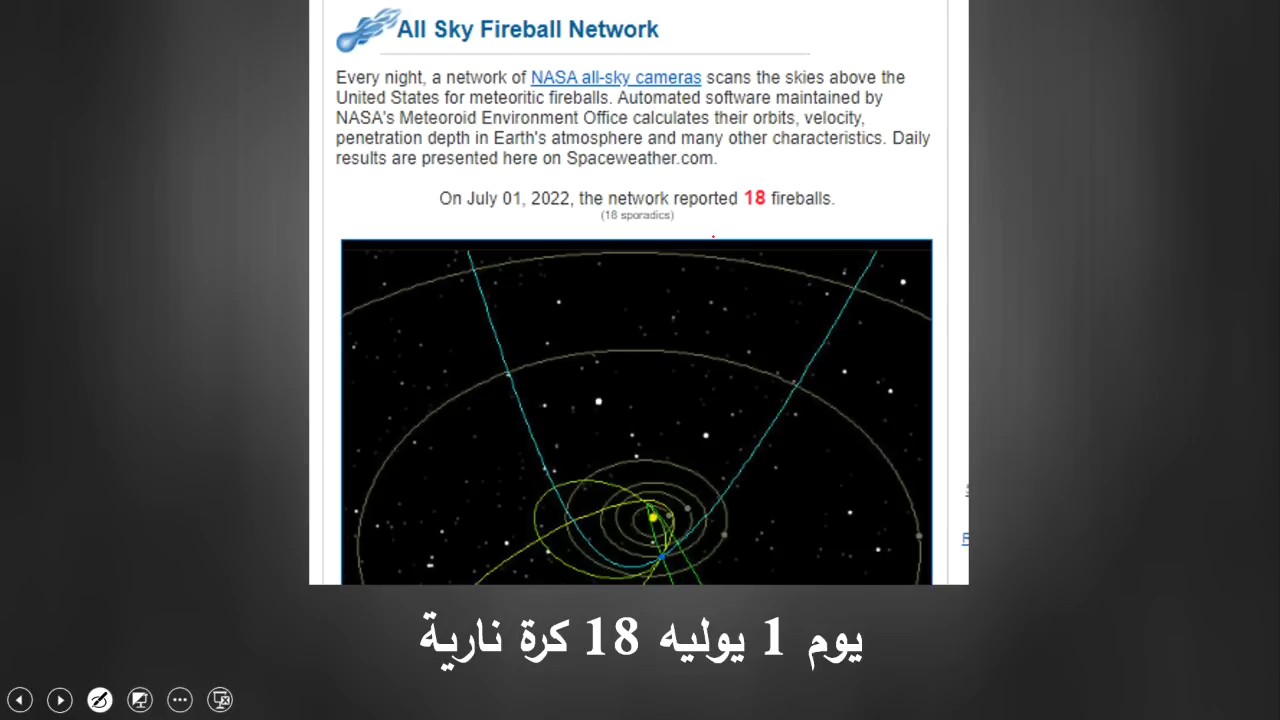 All Sky Fireball Network
Every night, a network of NASA all-sky cameras scans the skies above the
United States for meteoritic fireballs. Automated software maintained by
NASA's Meteoroid Environment Office calculates their orbits, velocity,
penetration depth in Earth's atmosphere and many other characteristics. Daily
results are presented here on Spaceweather.com.
On July 01, 2022, the network reported 18 fireballs.
(18 sporadics)
يوم 1 يوليه 18 كرة نارية